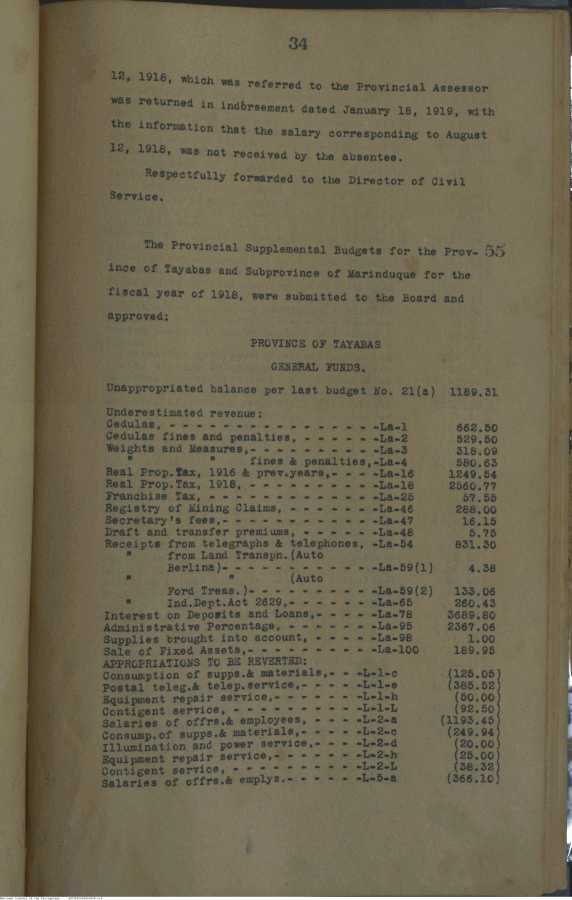 34
12, 1918, which was referred to the Provincial Assessor
was returned in indorsement dated January 18, 1919, with
the information that the salary corresponding to August
12, 1918, was not received by the absentee.
Respectfully forwarded to the Director of Civil
Service.
The Provincial Supplemental Budgets for the Prov- 55
ince of Tayabas and Subprovince of Marinduque for the
fiscal year of 1918, were submitted to the Board and
approved:
PROVINCE OF TAYABAS
GENERAL FUNDS.
Unappropriated balance per last budget No. 21(a) 1189.31
Underestimated revenue:
Cedulas, - - - - - - - - - - - - - - - -La-1 662.50
Cedulas fines and penalties, - - - - - -La-2 529.50
Weights and Measures,- - - - - - - - - -La-3 318.09
" " fines & penalties,-La-4 580.63
Real Prop.Tax, 1916 & prev.years,- - - -La-16 1249.54
Real Prop.Tax, 1918, - - - - - - - - - -La-18 2560.77
Franchise Tax, - - - - - - - - - - - - -La-25 57.55
Registry of Mining Claims, - - - - - - -La-46 288.00
Secretary's fees,- - - - - - - - - - - -La-47 16.15
Draft and transfer premiums, - - - - - -La-48 5.75
Receipts from telegraphs & telephones, -La-54 831.30
" from Land Transpn.(Auto
Berlina)- - - - - - - - - - - -La-59(1) 4.38
" " (Auto
Ford Treas.)- - - - - - - - - -La-59(2) 133.06
" Ind.Dept.Act 2629,- - - - - - -La-65 260.43
Interest on Deposits and Loans,- - - - -La-78 3689.80
Administrative Percentage, - - - - - - -La-95 2367.06
Supplies brought into account, - - - - -La-98 1.00
Sale of Fixed Assets,- - - - - - - - - -La-100 189.95
APPROPRIATIONS TO BE REVERTED:
Consumption of supps.& materials,- - -L-1-c (125.05)
Postal teleg.& telep.service,- - - - -L-1-e (385.52)
Equipment repair service,- - - - - - -L-1-h (50.00)
Contigent service, - - - - - - - - - -L-1-L (92.50)
Salaries of offrs.& employees, - - - -L-2-a (1193.45)
Consump.of supps.& materials,- - - - -L-2-c (249.94)
Illumination and power service,- - - -L-2-d (20.00)
Equipment repair service,- - - - - - -L-2-h (25.00)
Contigent service, - - - - - - - - - -L-2-L (38.32)
Salaries of offrs.& emplys.- - - - - -L-5-a (366.10)